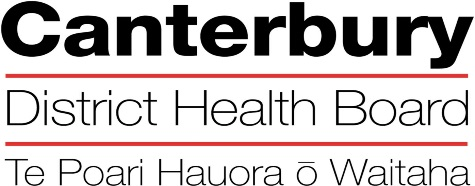 Canterbury
District Health Board
Te Poari Hauora ō Waitaha